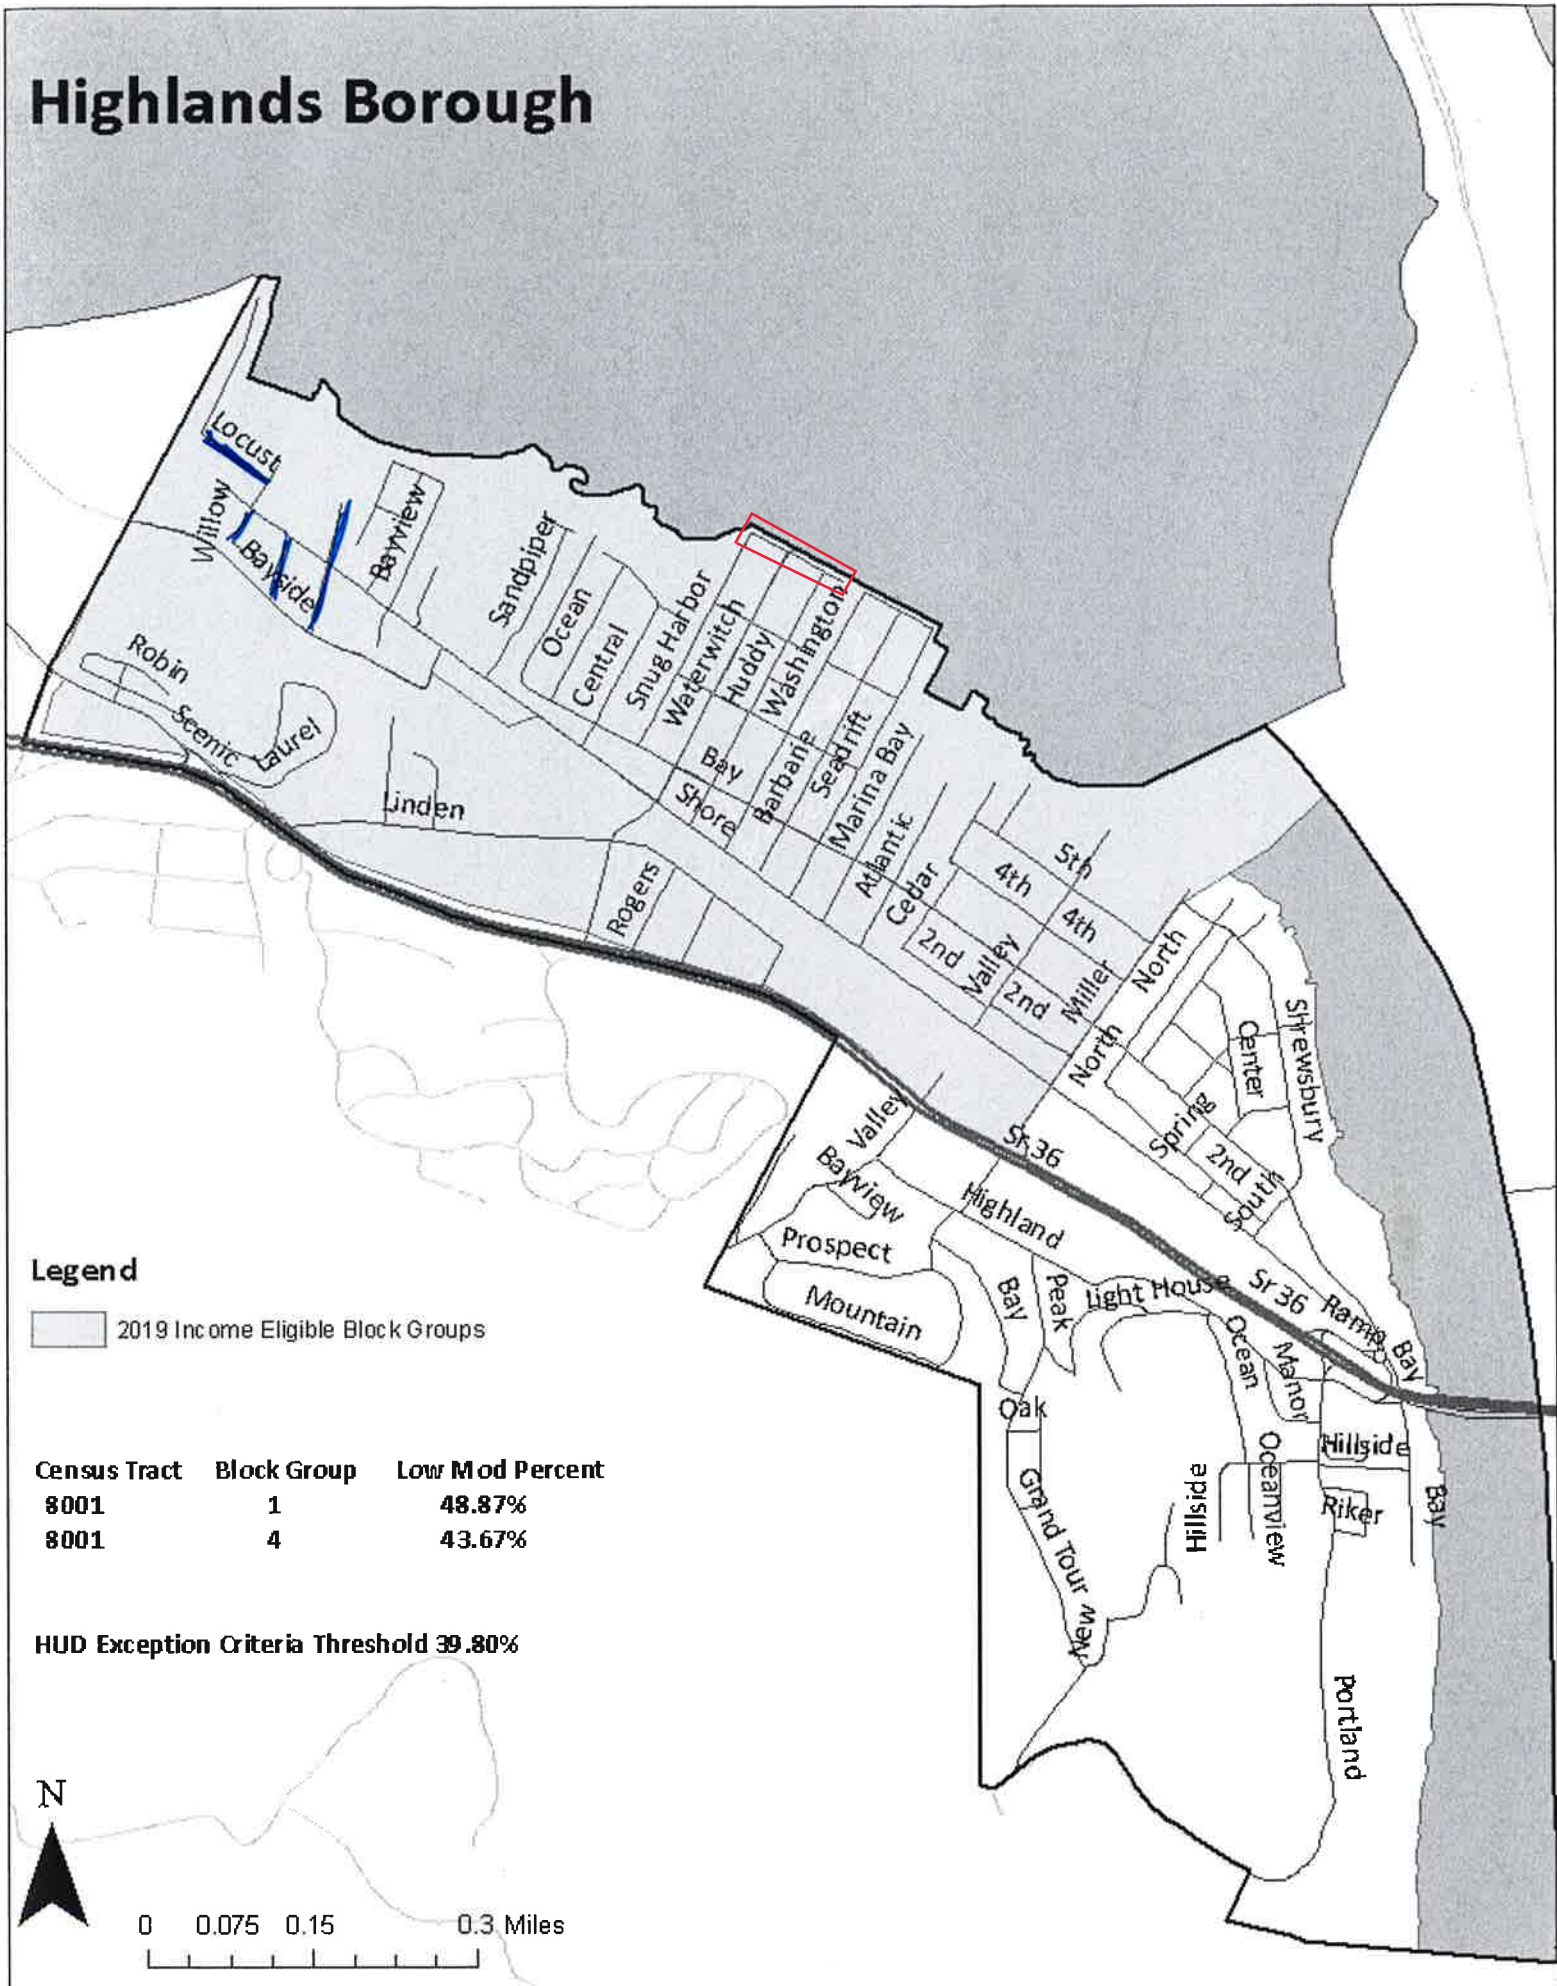 Highlands Borough
Locust
Willow
Bayside
Bayview
Sandpiper
Ocean
Central
Snug Harbor
Waterwitch
Huddy
Washington
Robin
Scenic
Laurel
Linden
Bay
Shore
Barbarie
Seadrift
Marina Bay
Atlantic
Cedar
Rogers
5th
4th
4th
2nd
Valley
2nd
Miller
North
North
Center
Shrewsbury
Spring
2nd
South
Sr 36
Valley
Bayview
Highland
Prospect
Mountain
Bay
Peak
Light House
Sr 36
Ramp
Bay
Ocean
Manor
Oak
Hillside
Hillside
Oceanview
Riker
Bay
Grand Tour
New
Portland
Legend
2019 Income Eligible Block Groups
Census Tract Block Group Low Mod Percent
8001 1 48.87%
8001 4 43.67%
HUD Exception Criteria Threshold 39.80%
N
0 0.075 0.15 0.3 Miles